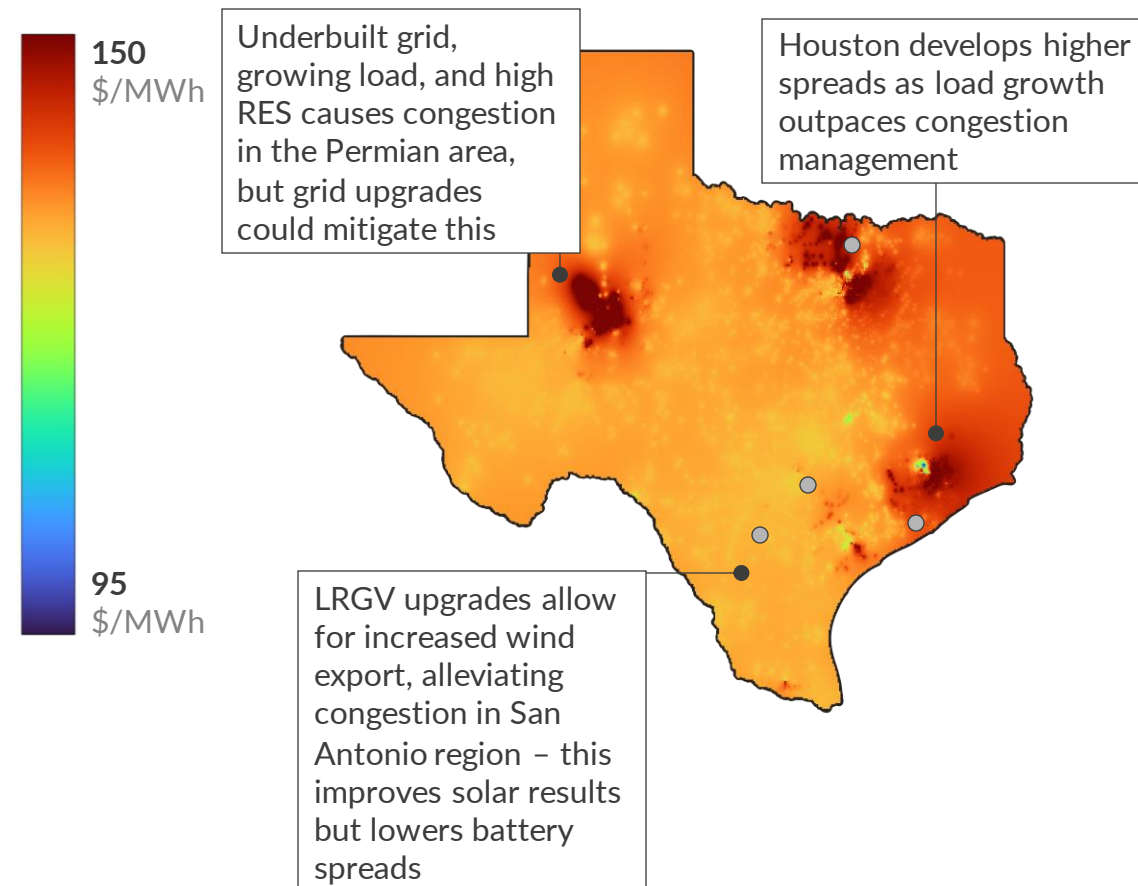 150
$/MWh
95
$/MWh
Underbuilt grid,
growing load, and high
RES causes congestion
in the Permian area,
but grid upgrades
could mitigate this
Houston develops higher
spreads as load growth
outpaces congestion
management
LRGV upgrades allow
for increased wind
export, alleviating
congestion in San
Antonio region – this
improves solar results
but lowers battery
spreads